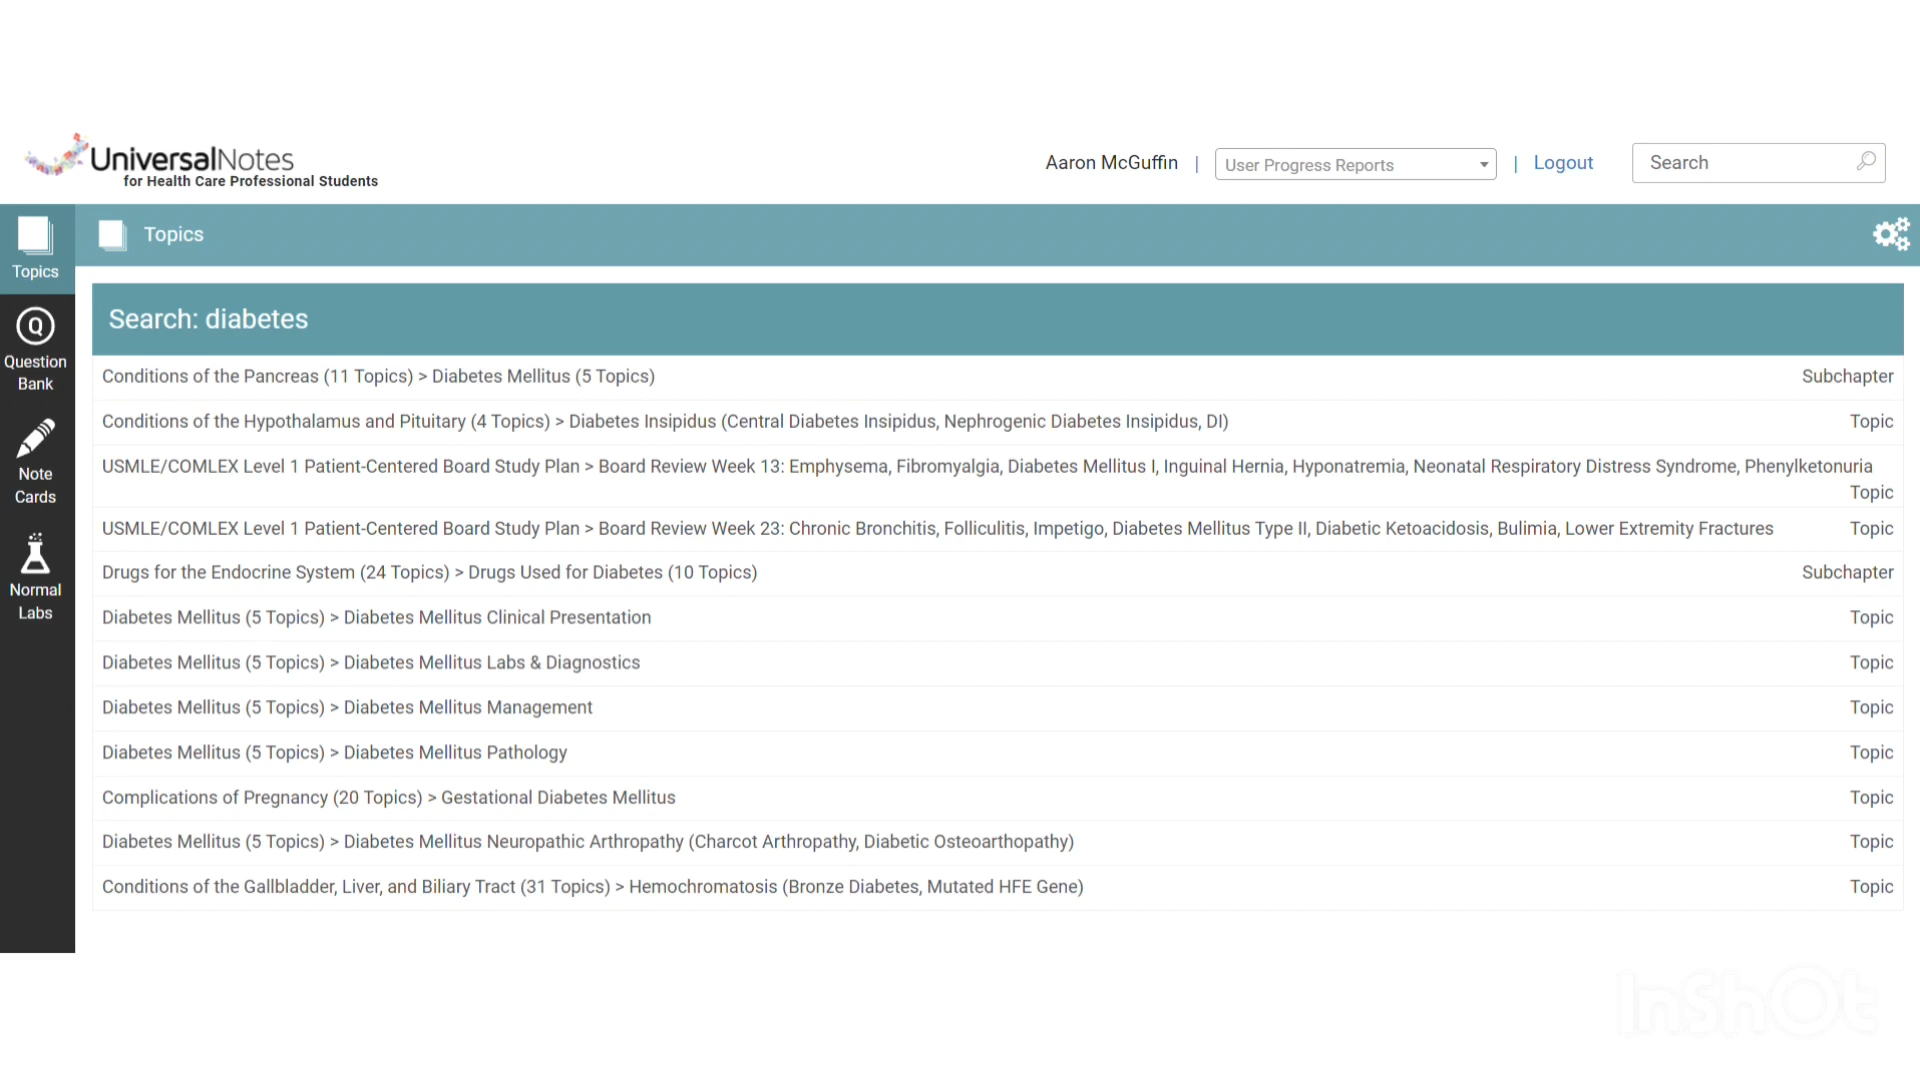 UniversalNotes
for Health Care Professional Students
Aaron McGuffin | User Progress Reports | Logout Search
Topics
Topics
Question
Bank
Note
Cards
Normal
Labs
Search: diabetes
Conditions of the Pancreas (11 Topics) > Diabetes Mellitus (5 Topics) Subchapter
Conditions of the Hypothalamus and Pituitary (4 Topics) > Diabetes Insipidus (Central Diabetes Insipidus, Nephrogenic Diabetes Insipidus, DI) Topic
USMLE/COMLEX Level 1 Patient-Centered Board Study Plan > Board Review Week 13: Emphysema, Fibromyalgia, Diabetes Mellitus I, Inguinal Hernia, Hyponatremia, Neonatal Respiratory Distress Syndrome, Phenylketonuria
Topic
USMLE/COMLEX Level 1 Patient-Centered Board Study Plan > Board Review Week 23: Chronic Bronchitis, Folliculitis, Impetigo, Diabetes Mellitus Type II, Diabetic Ketoacidosis, Bulimia, Lower Extremity Fractures Topic
Drugs for the Endocrine System (24 Topics) > Drugs Used for Diabetes (10 Topics) Subchapter
Diabetes Mellitus (5 Topics) > Diabetes Mellitus Clinical Presentation Topic
Diabetes Mellitus (5 Topics) > Diabetes Mellitus Labs & Diagnostics Topic
Diabetes Mellitus (5 Topics) > Diabetes Mellitus Management Topic
Diabetes Mellitus (5 Topics) > Diabetes Mellitus Pathology Topic
Complications of Pregnancy (20 Topics) > Gestational Diabetes Mellitus Topic
Diabetes Mellitus (5 Topics) > Diabetes Mellitus Neuropathic Arthropathy (Charcot Arthropathy, Diabetic Osteoarthopathy) Topic
Conditions of the Gallbladder, Liver, and Biliary Tract (31 Topics) > Hemochromatosis (Bronze Diabetes, Mutated HFE Gene) Topic
InShOt